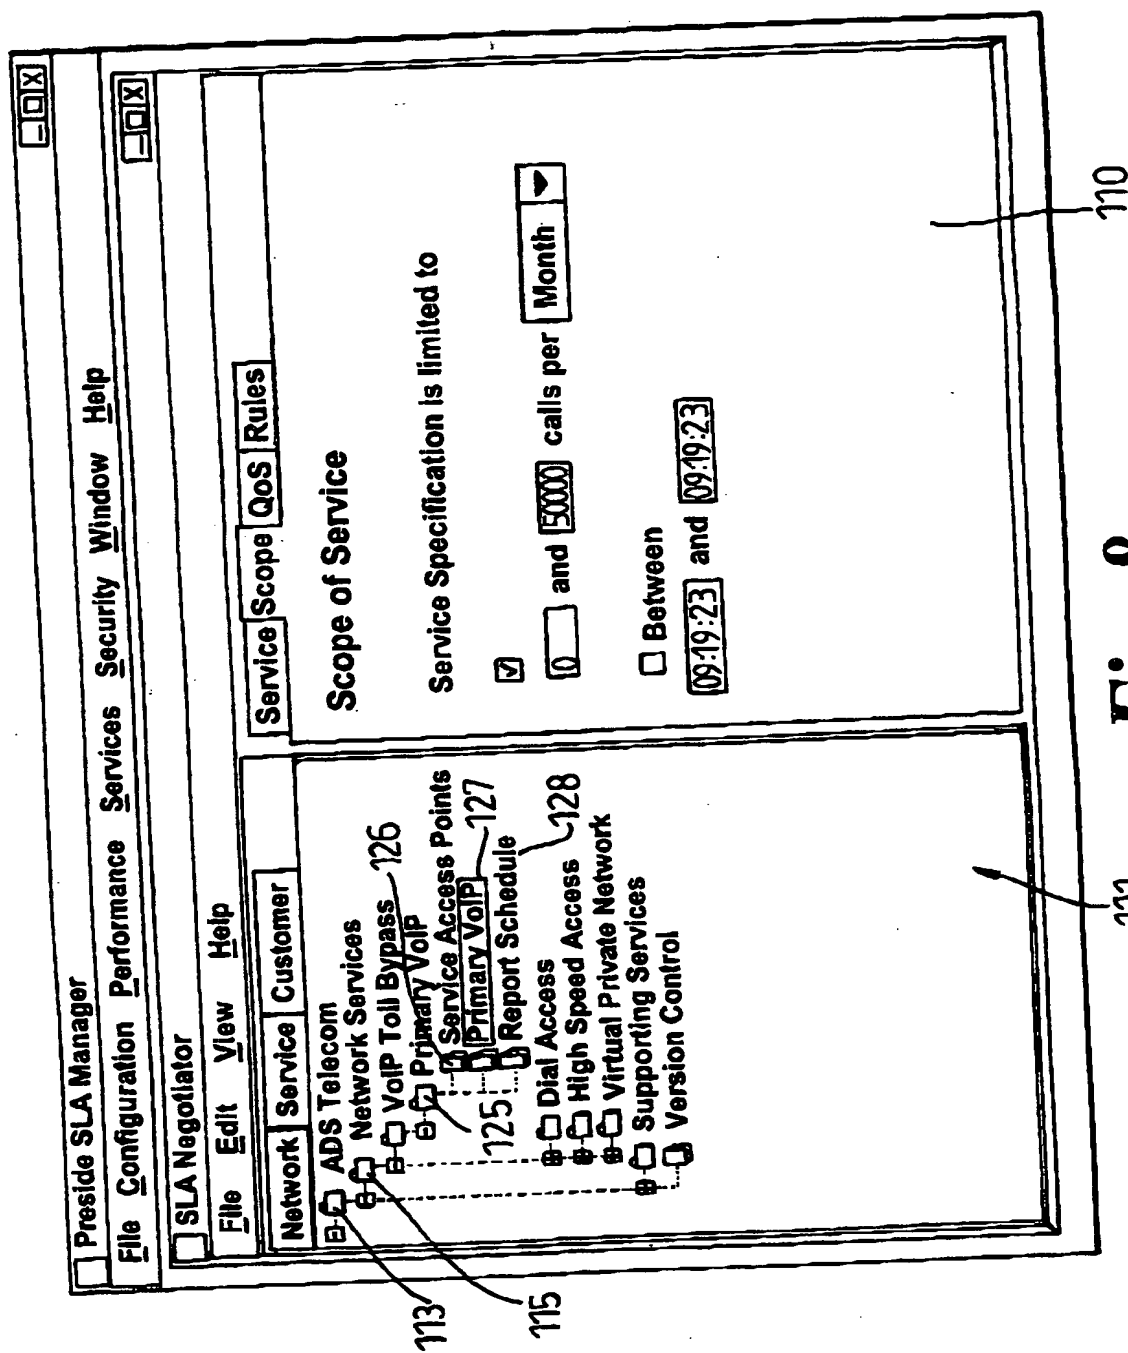 Preside SLA Manager
File Configuration Performance Services Security Window Help
SLA Negotiator
File Edit View Help
Network Service Customer
ADS Telecom
Network Services
VoIP Toll Bypass
Primary VoIP
Service Access Points
Primary VoIP
Report Schedule
Dial Access
High Speed Access
Virtual Private Network
Supporting Services
Version Control
113
115
125
126
127
128
111
Service Scope QoS Rules
Scope of Service
Service Specification is limited to
0 and 50000 calls per Month
Between
09:19:23 and 09:19:23
110